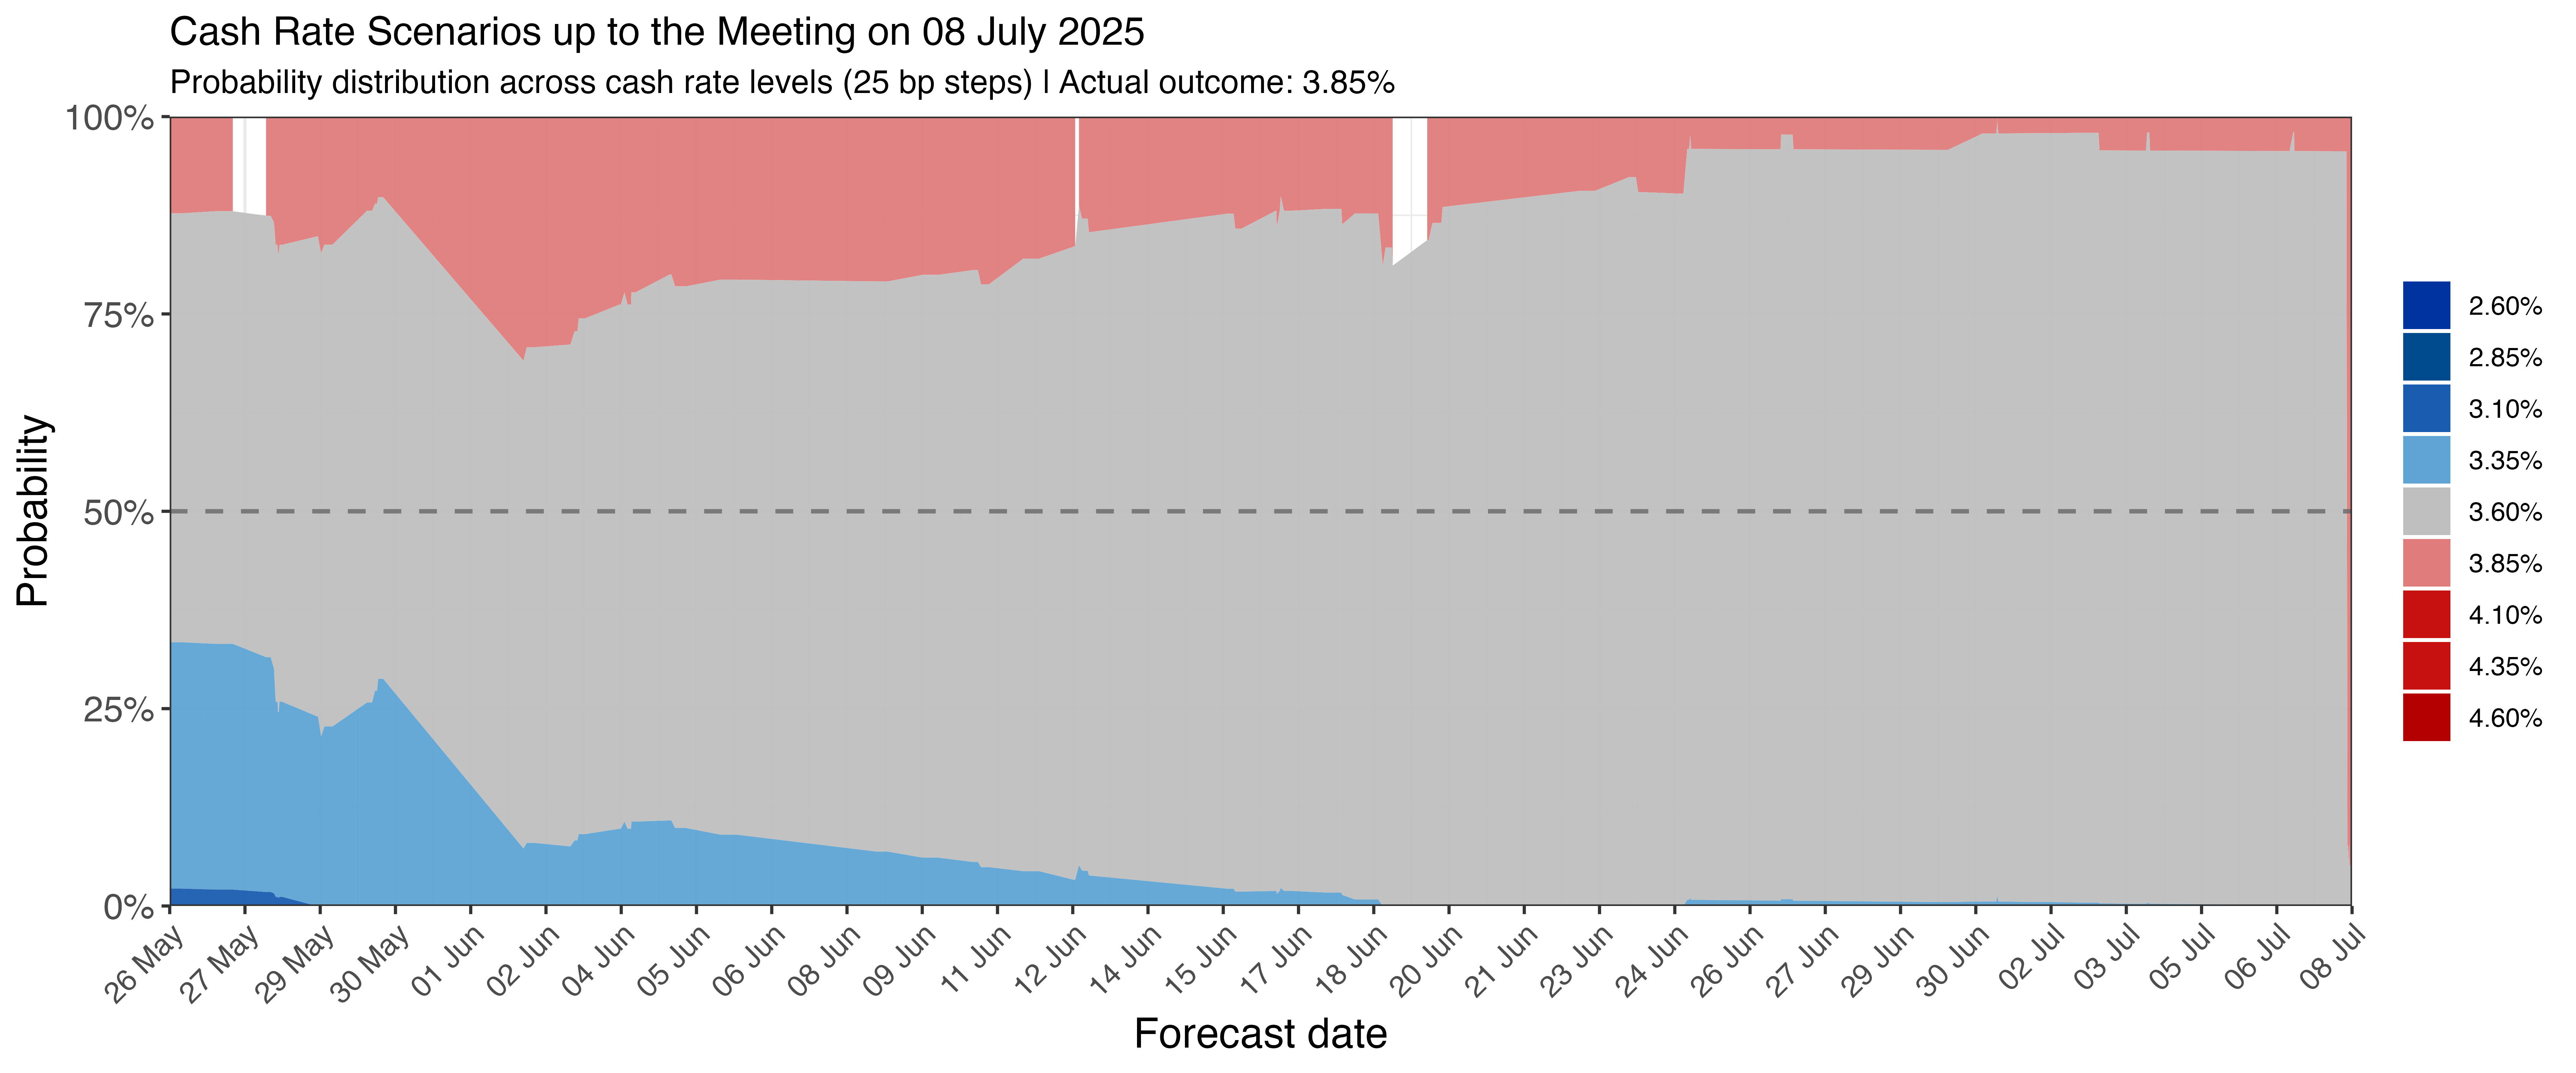 Cash Rate Scenarios up to the Meeting on 08 July 2025
Probability distribution across cash rate levels (25 bp steps) | Actual outcome: 3.85%
Probability
100%
75%
50%
25%
0%
26 May
27 May
29 May
30 May
01 Jun
02 Jun
04 Jun
05 Jun
06 Jun
08 Jun
09 Jun
11 Jun
12 Jun
14 Jun
15 Jun
17 Jun
18 Jun
20 Jun
21 Jun
23 Jun
24 Jun
26 Jun
27 Jun
29 Jun
30 Jun
02 Jul
03 Jul
05 Jul
06 Jul
08 Jul
Forecast date
2.60%
2.85%
3.10%
3.35%
3.60%
3.85%
4.10%
4.35%
4.60%